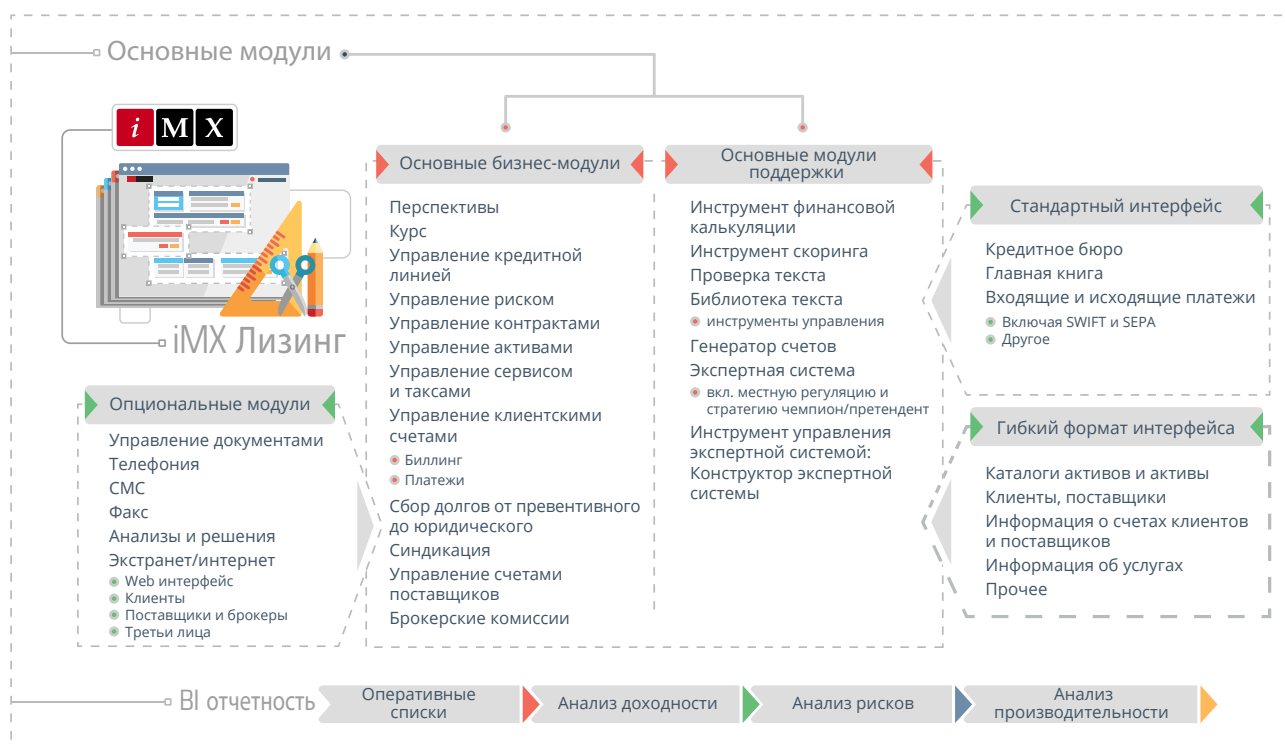 Основные модули
iMX
iMX Лизинг
Опциональные модули
Управление документами
Телефония
СМС
Факс
Анализы и решения
Экстранет/интернет
Web интерфейс
Клиенты
Поставщики и брокеры
Третьи лица
Основные бизнес-модули
Перспективы
Курс
Управление кредитной
линией
Управление риском
Управление контрактами
Управление активами
Управление сервисом
и таксами
Управление клиентскими
счетами
Биллинг
Платежи
Сбор долгов от превентивного
до юридического
Синдикация
Управление счетами
поставщиков
Брокерские комиссии
Основные модули
поддержки
Инструмент финансовой
калькуляции
Инструмент скоринга
Проверка текста
Библиотека текста
инструменты управления
Генератор счетов
Экспертная система
вкл. местную регуляцию и
стратегию чемпион/претендент
Инструмент управления
экспертной системой:
Конструктор экспертной
системы
Стандартный интерфейс
Кредитное бюро
Главная книга
Входящие и исходящие платежи
Включая SWIFT и SEPA
Другое
Гибкий формат интерфейса
Каталоги активов и активы
Клиенты, поставщики
Информация о счетах клиентов
и поставщиков
Информация об услугах
Прочее
BI отчетность
Оперативные
списки
Анализ доходности
Анализ рисков
Анализ
производительности